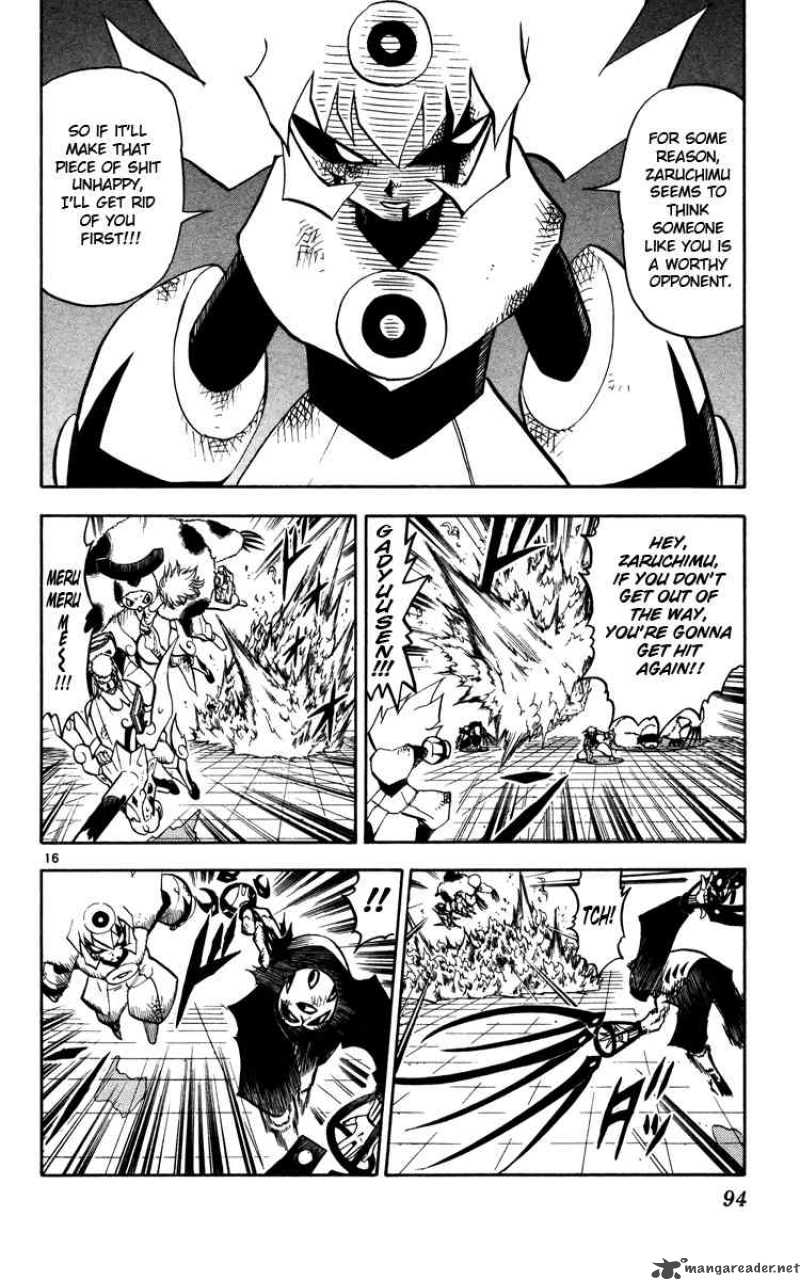 FOR SOME
REASON,
ZARUCHIMU
SEEMS TO
THINK
SOMEONE
LIKE YOU IS
A WORTHY
OPPONENT.
SO IF IT'LL
MAKE THAT
PIECE OF SHIT
UNHAPPY,
I'LL GET RID
OF YOU
FIRST!!!
HEY,
ZARUCHIMU,
IF YOU DON'T
GET OUT OF
THE WAY,
YOU'RE GONNA
GET HIT
AGAIN!!
GADYUUSEN!!!
MERU
MERU
ME~!!!
16
TCH!
!!
94
mangareader.net